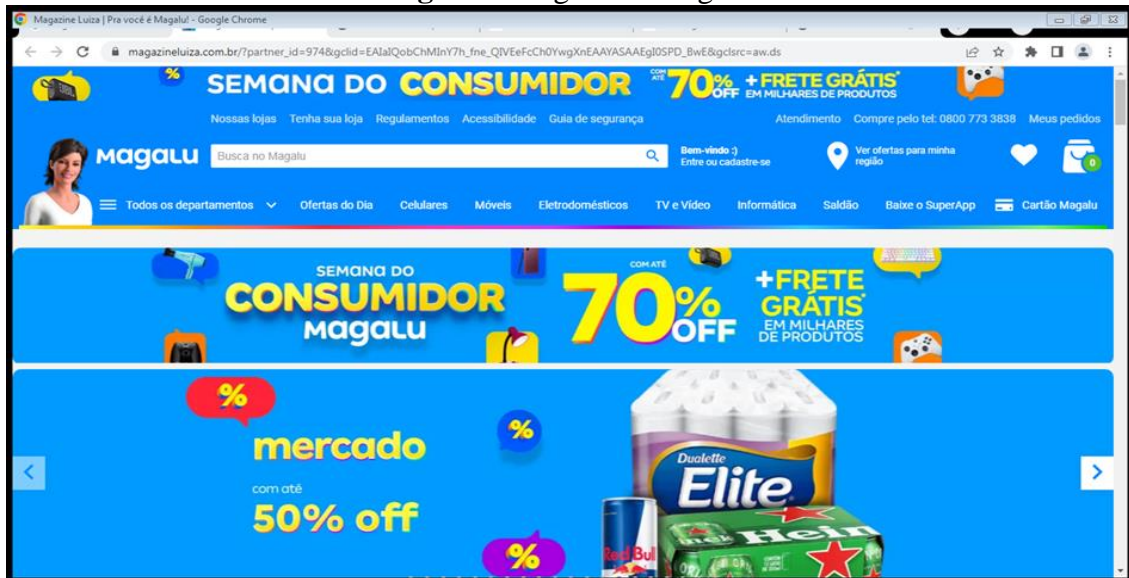 Magazine Luiza | Pra você é Magalu! - Google Chrome
magazineluiza.com.br/?partner_id=974&gclid=EAIaIQobChMInY7h_fne_QIVEeFcCh0YwgXnEAAYASAAEgI0SPD_BwE&gclsrc=aw.ds
% SEMANA DO CONSUMIDOR COM ATÉ 70% OFF + FRETE GRÁTIS* EM MILHARES DE PRODUTOS
Nossas lojas Tenha sua loja Regulamentos Acessibilidade Guia de segurança Atendimento Compre pelo tel: 0800 773 3838 Meus pedidos
magalu Busca no Magalu Bem-vindo :) Ver ofertas para minha
Entre ou cadastre-se região 0
Todos os departamentos Ofertas do Dia Celulares Móveis Eletrodomésticos TV e Vídeo Informática Saldão Baixe o SuperApp Cartão Magalu
SEMANA DO
CONSUMIDOR
magalu
COM ATÉ
70%
OFF
+FRETE
GRÁTIS*
EM MILHARES
DE PRODUTOS
%
mercado
com até
50% off
%
%
Dualette
Elite
Red Bull
Hein